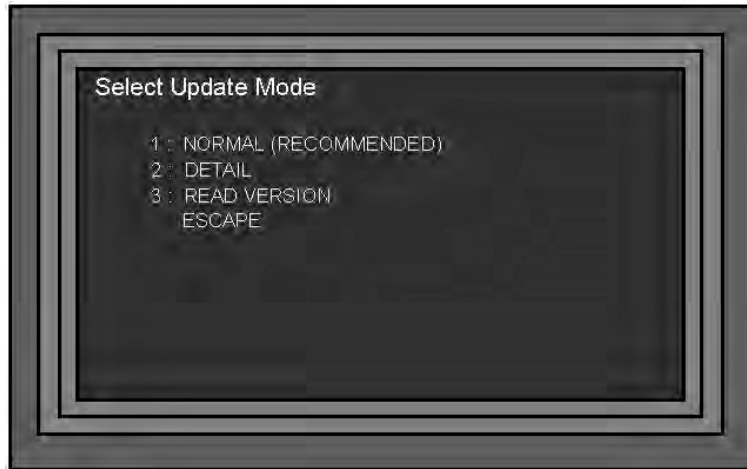 Select Update Mode
1 : NORMAL (RECOMMENDED)
2 : DETAIL
3 : READ VERSION
ESCAPE